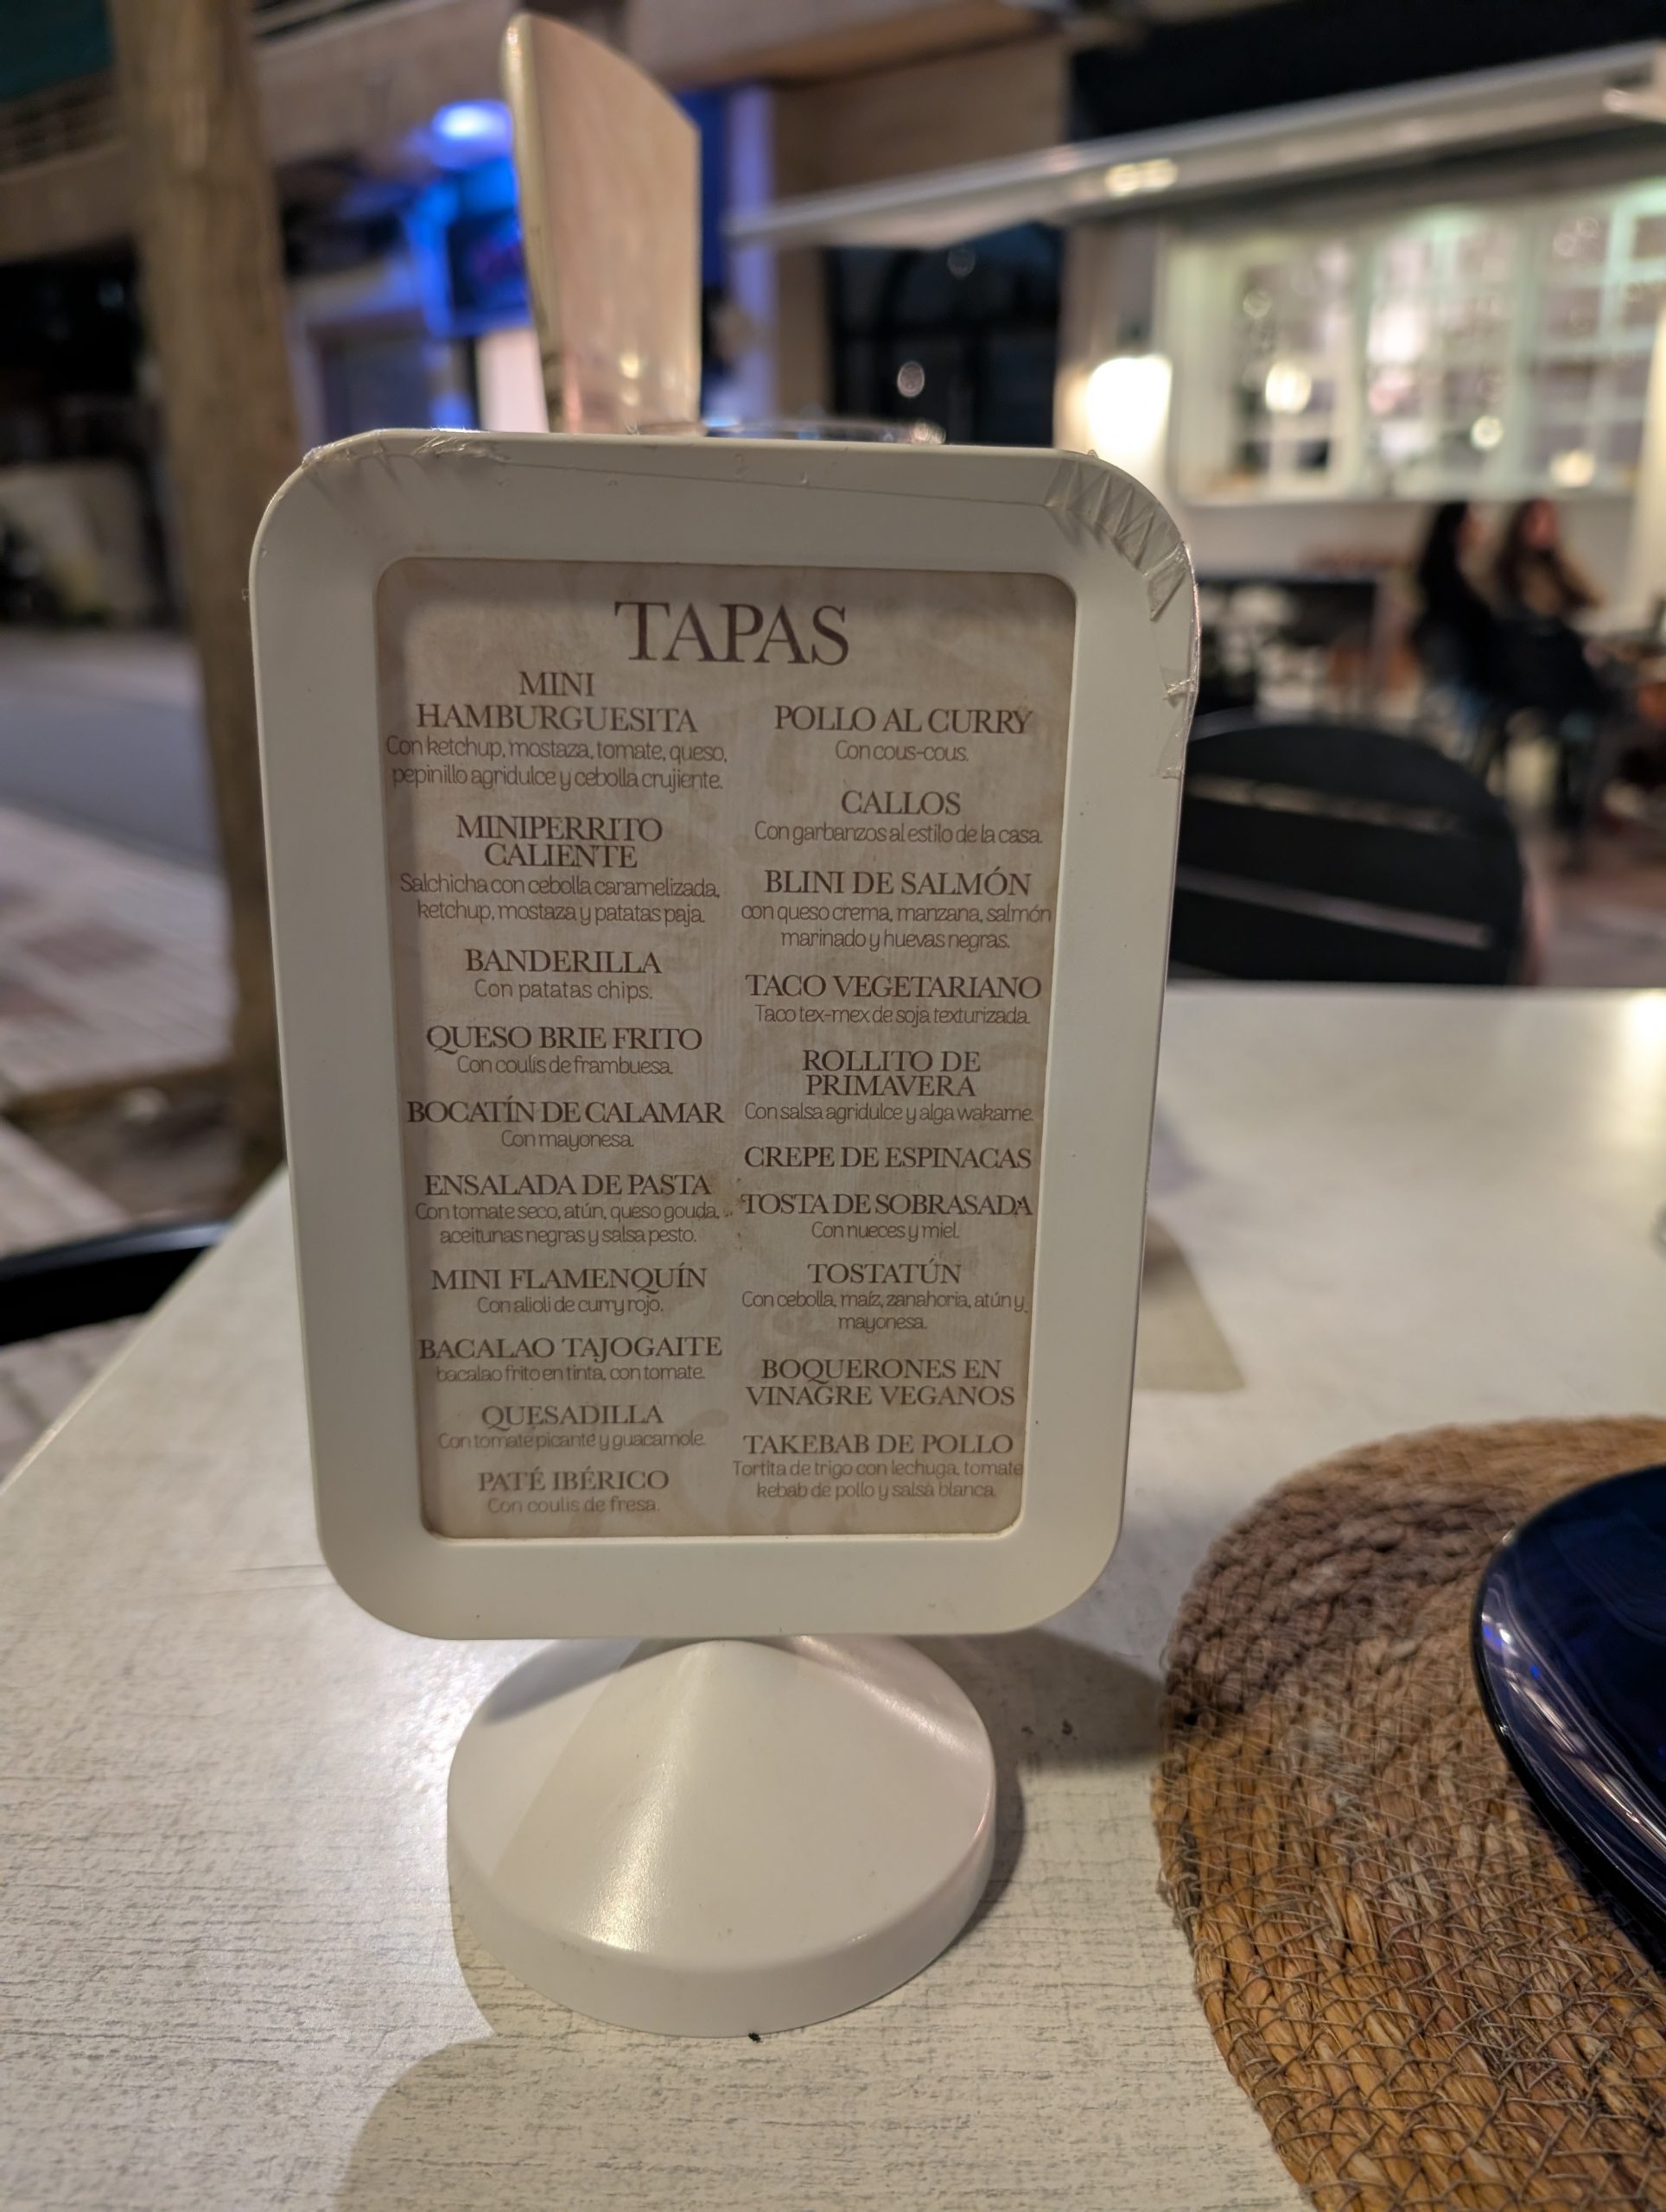 TAPAS
MINI
HAMBURGUESITA
Con ketchup, mostaza, tomate, queso,
pepinillo agridulce y cebolla crujiente.
MINIPERRITO
CALIENTE
Salchicha con cebolla caramelizada,
ketchup, mostaza y patatas paja.
BANDERILLA
Con patatas chips.
QUESO BRIE FRITO
Con coulis de frambuesa.
BOCATÍN DE CALAMAR
Con mayonesa.
ENSALADA DE PASTA
Con tomate seco, atún, queso gouda,
aceitunas negras y salsa pesto.
MINI FLAMENQUÍN
Con alioli de curry rojo.
BACALAO TAJOGAITE
bacalao frito en tinta, con tomate.
QUESADILLA
Con tomate picante y guacamole.
PATÉ IBÉRICO
Con coulis de fresa.
POLLO AL CURRY
Con cous-cous.
CALLOS
Con garbanzos al estilo de la casa.
BLINI DE SALMÓN
con queso crema, manzana, salmón
marinado y huevas negras.
TACO VEGETARIANO
Taco tex-mex de soja texturizada.
ROLLITO DE
PRIMAVERA
Con salsa agridulce y alga wakame.
CREPE DE ESPINACAS
TOSTA DE SOBRASADA
Con nueces y miel.
TOSTATÚN
Con cebolla, maíz, zanahoria, atún y
mayonesa.
BOQUERONES EN
VINAGRE VEGANOS
TAKEBAB DE POLLO
Tortita de trigo con lechuga, tomate
kebab de pollo y salsa blanca.